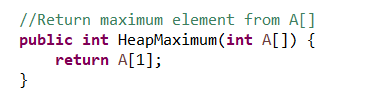 //Return maximum element from A[]
public int HeapMaximum(int A[]) {
    return A[1];
}